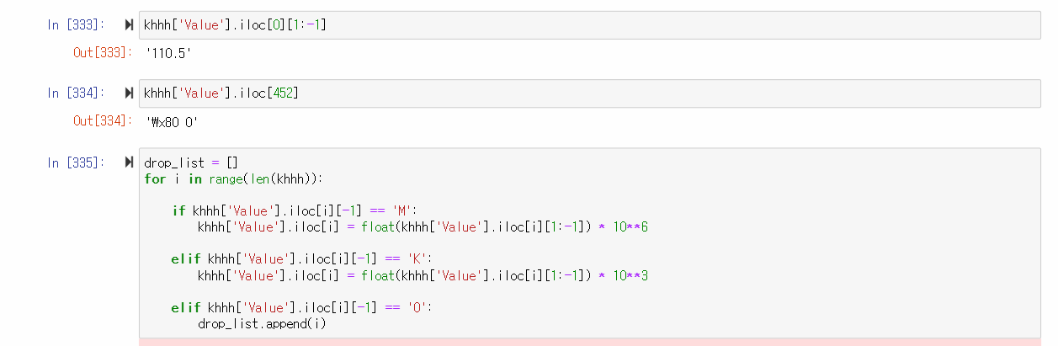 In [333]: khhh['Value'].iloc[0][1:-1]
Out[333]: '110.5'
In [334]: khhh['Value'].iloc[452]
Out[334]: '₩x80 0'
In [335]: drop_list = []
for i in range(len(khhh)):
if khhh['Value'].iloc[i][-1] == 'M':
khhh['Value'].iloc[i] = float(khhh['Value'].iloc[i][1:-1]) * 10**6
elif khhh['Value'].iloc[i][-1] == 'K':
khhh['Value'].iloc[i] = float(khhh['Value'].iloc[i][1:-1]) * 10**3
elif khhh['Value'].iloc[i][-1] == '0':
drop_list.append(i)